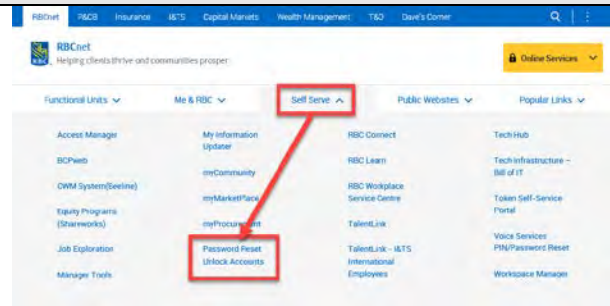 RBCnet P&CB Insurance I&TS Capital Markets Wealth Management T&O Dave's Corner
RBC
RBCnet
Helping clients thrive and communities prosper
Online Services
Functional Units Me & RBC Self Serve Public Websites Popular Links
Access Manager
BCPweb
CWM System(Eeeline)
Equity Programs
(Shareworks)
Job Exploration
Manager Tools
My Information
Updater
myCommunity
myMarketPlace
myProcurement
Password Reset
Unlock Accounts
RBC Connect
RBC Learn
RBC Workplace
Service Centre
TalentLink
TalentLink - I&TS
International
Employees
Tech Hub
Tech Infrastructure –
Bill of IT
Token Self-Service
Portal
Voice Services
PIN/Password Reset
Workspace Manager